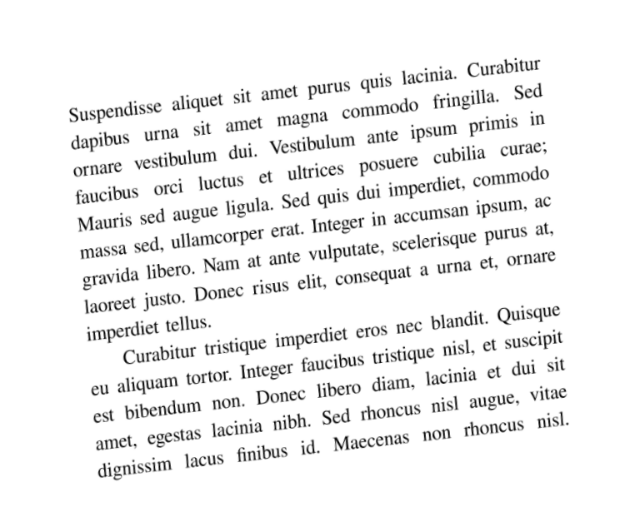 Suspendisse aliquet sit amet purus quis lacinia. Curabitur
dapibus urna sit amet magna commodo fringilla. Sed
ornare vestibulum dui. Vestibulum ante ipsum primis in
faucibus orci luctus et ultrices posuere cubilia curae;
Mauris sed augue ligula. Sed quis dui imperdiet, commodo
massa sed, ullamcorper erat. Integer in accumsan ipsum, ac
gravida libero. Nam at ante vulputate, scelerisque purus at,
laoreet justo. Donec risus elit, consequat a urna et, ornare
imperdiet tellus.
Curabitur tristique imperdiet eros nec blandit. Quisque
eu aliquam tortor. Integer faucibus tristique nisl, et suscipit
est bibendum non. Donec libero diam, lacinia et dui sit
amet, egestas lacinia nibh. Sed rhoncus nisl augue, vitae
dignissim lacus finibus id. Maecenas non rhoncus nisl.